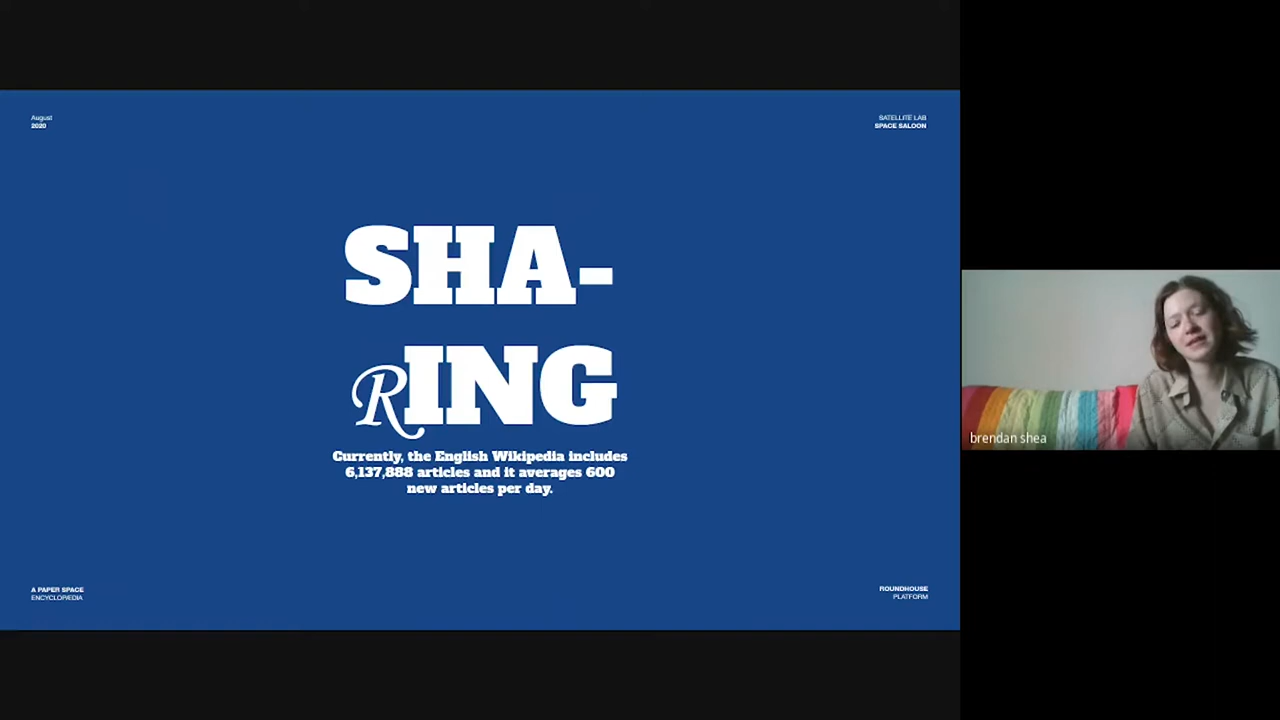 August
2020
SATELLITE LAB
SPACE SALOON
SHA-
RING
Currently, the English Wikipedia includes
6,137,888 articles and it averages 600
new articles per day.
brendan shea
A PAPER SPACE
ENCYCLOPÆDIA
ROUNDHOUSE
PLATFORM